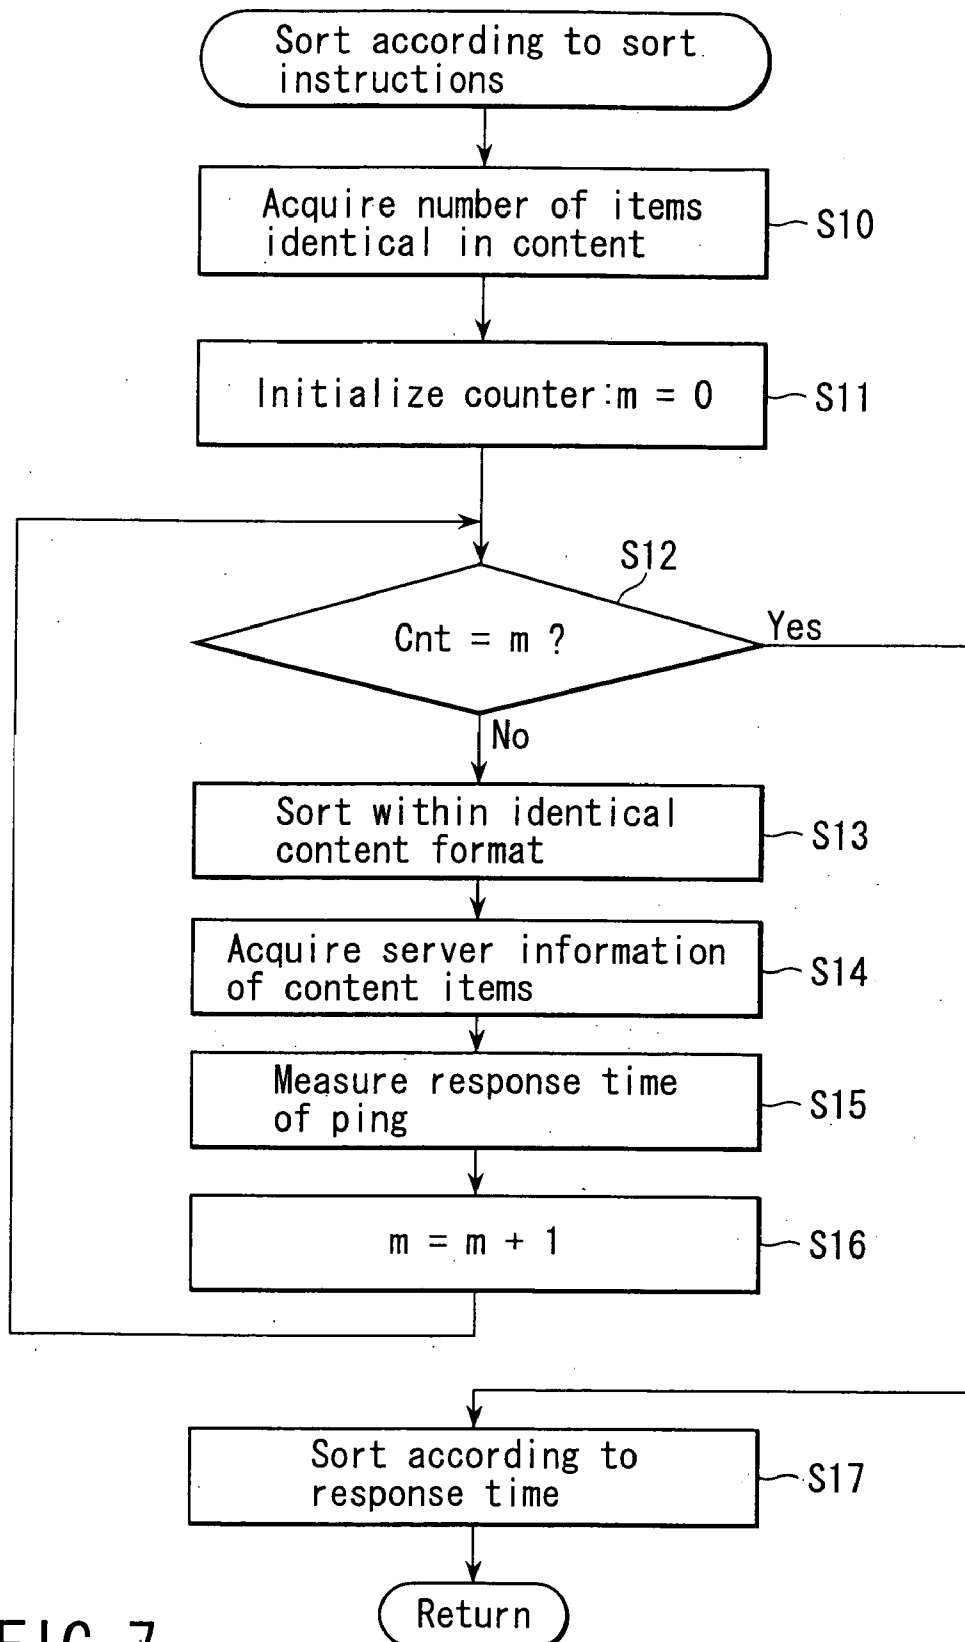 Sort according to sort
instructions
Acquire number of items
identical in content
S10
Initialize counter:m = 0
S11
S12
Cnt = m ?
Yes
No
Sort within identical
content format
S13
Acquire server information
of content items
S14
Measure response time
of ping
S15
m = m + 1
S16
Sort according to
response time
S17
Return
FIG. 7